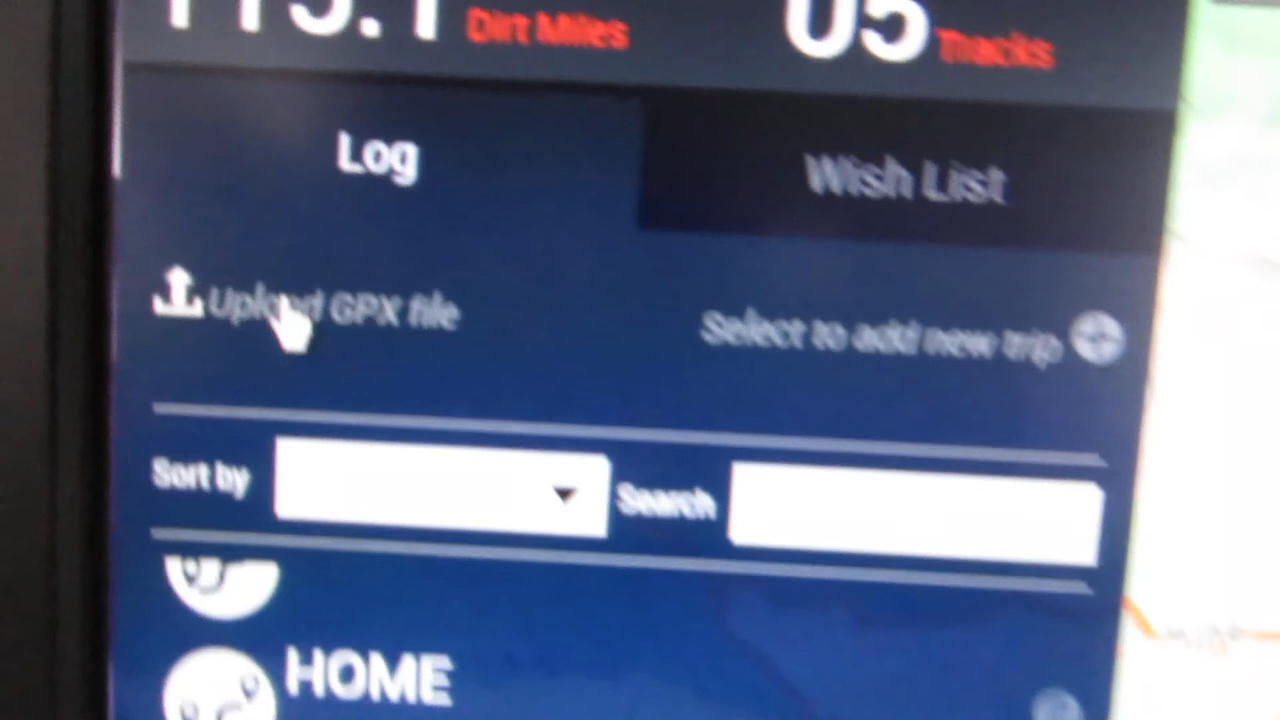 Dirt Miles
05 Tracks
Log
Wish List
Upload GPX file
Select to add new trip
Sort by
Search
HOME